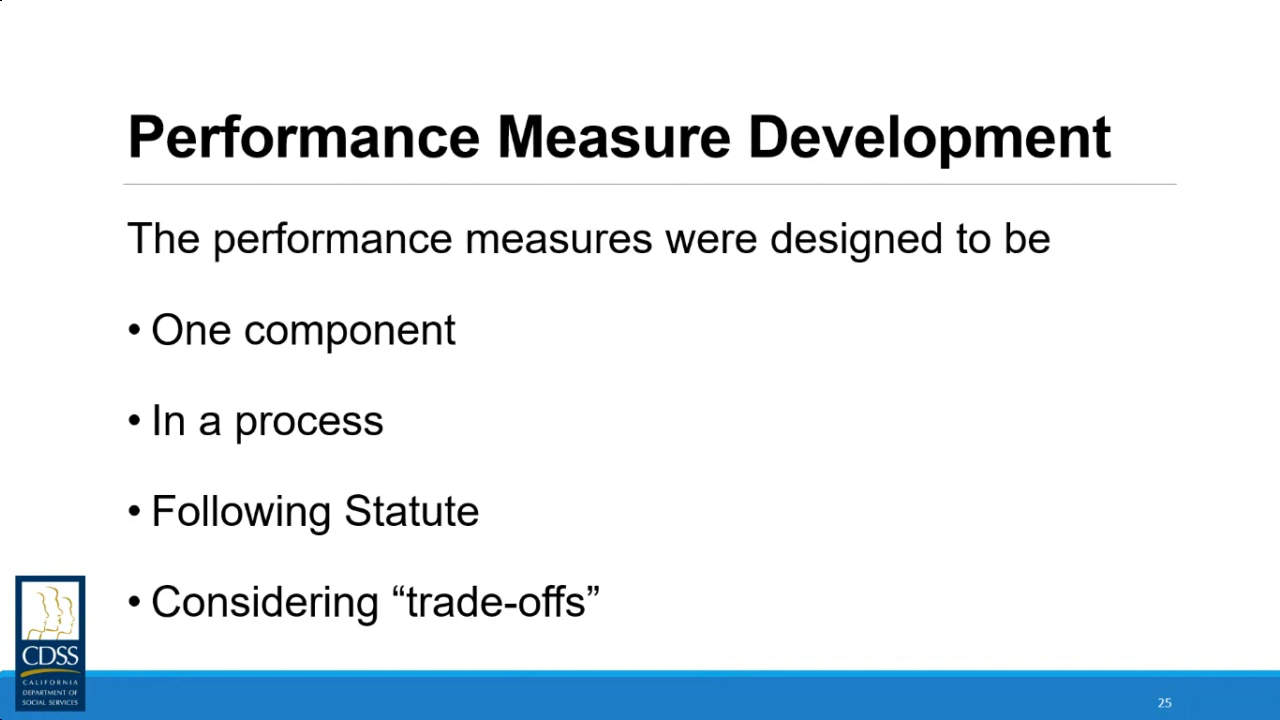 Performance Measure Development
The performance measures were designed to be
• One component
• In a process
• Following Statute
• Considering “trade-offs”
CDSS
CALIFORNIA
DEPARTMENT OF
SOCIAL SERVICES
25